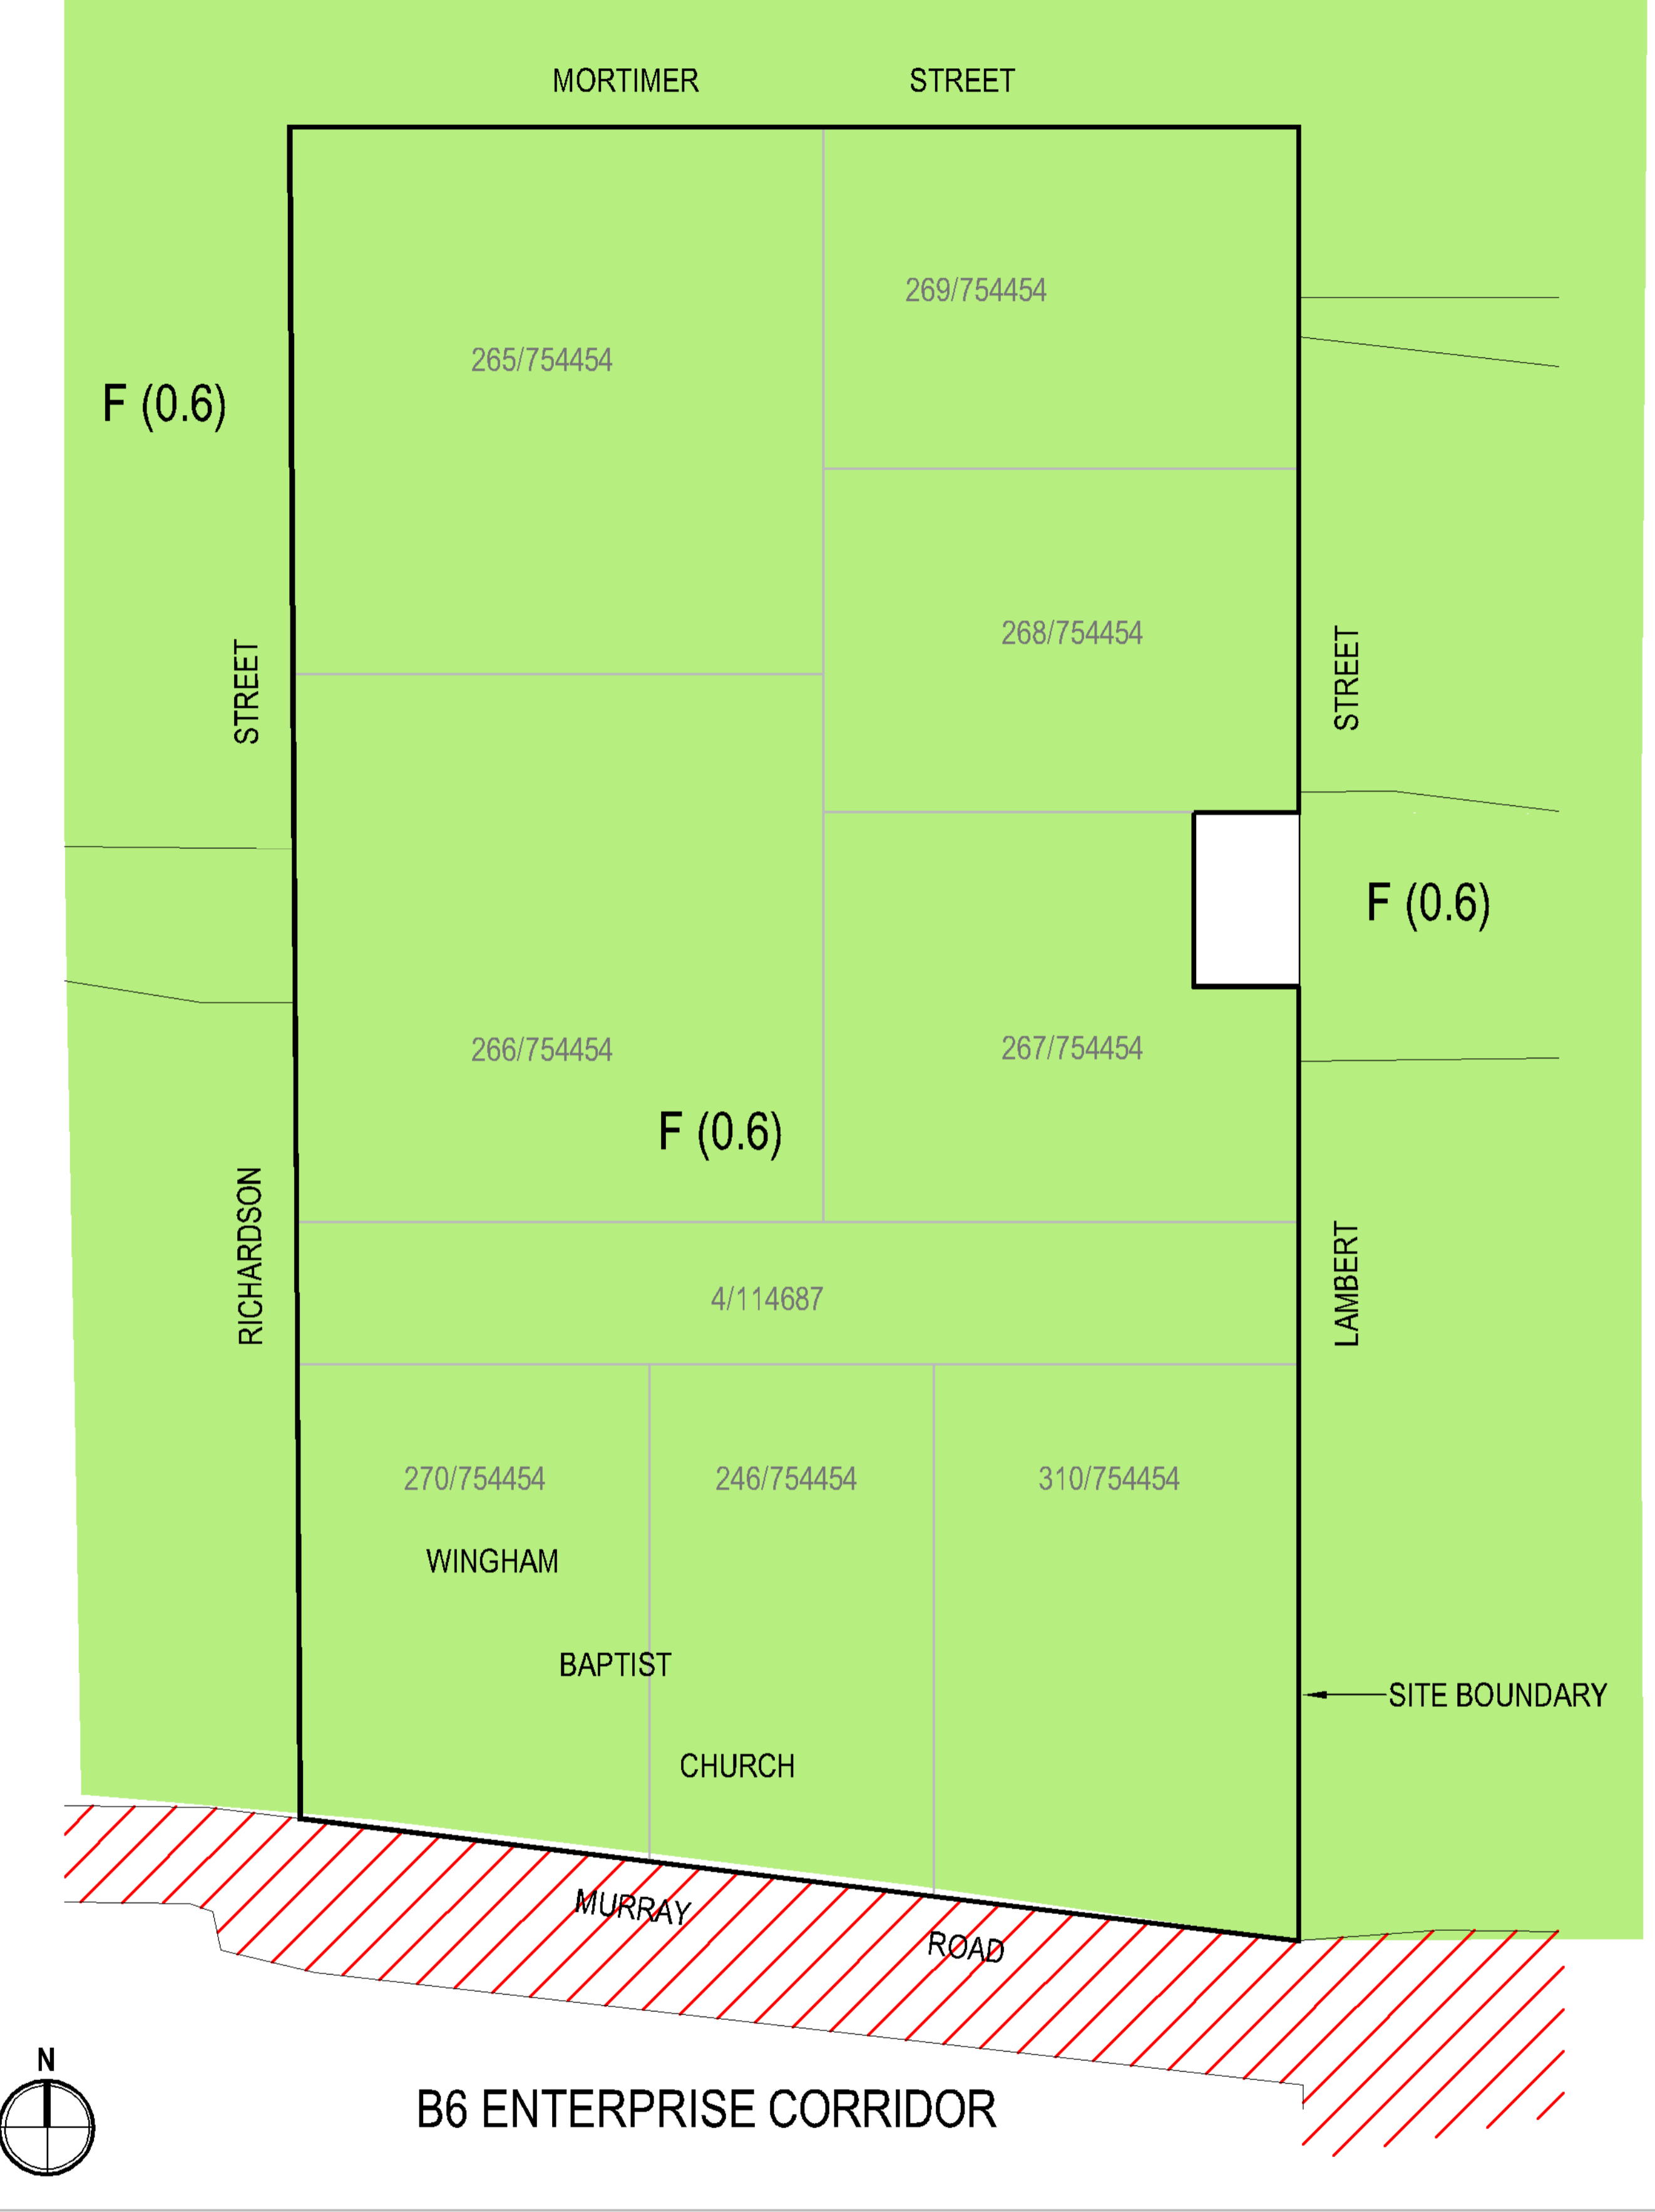 MORTIMER STREET
269/754454
265/754454
F (0.6)
268/754454
STREET
STREET
F (0.6)
266/754454
267/754454
F (0.6)
RICHARDSON
LAMBERT
4/114687
270/754454
246/754454
310/754454
WINGHAM
BAPTIST
SITE BOUNDARY
CHURCH
MURRAY
ROAD
N
B6 ENTERPRISE CORRIDOR